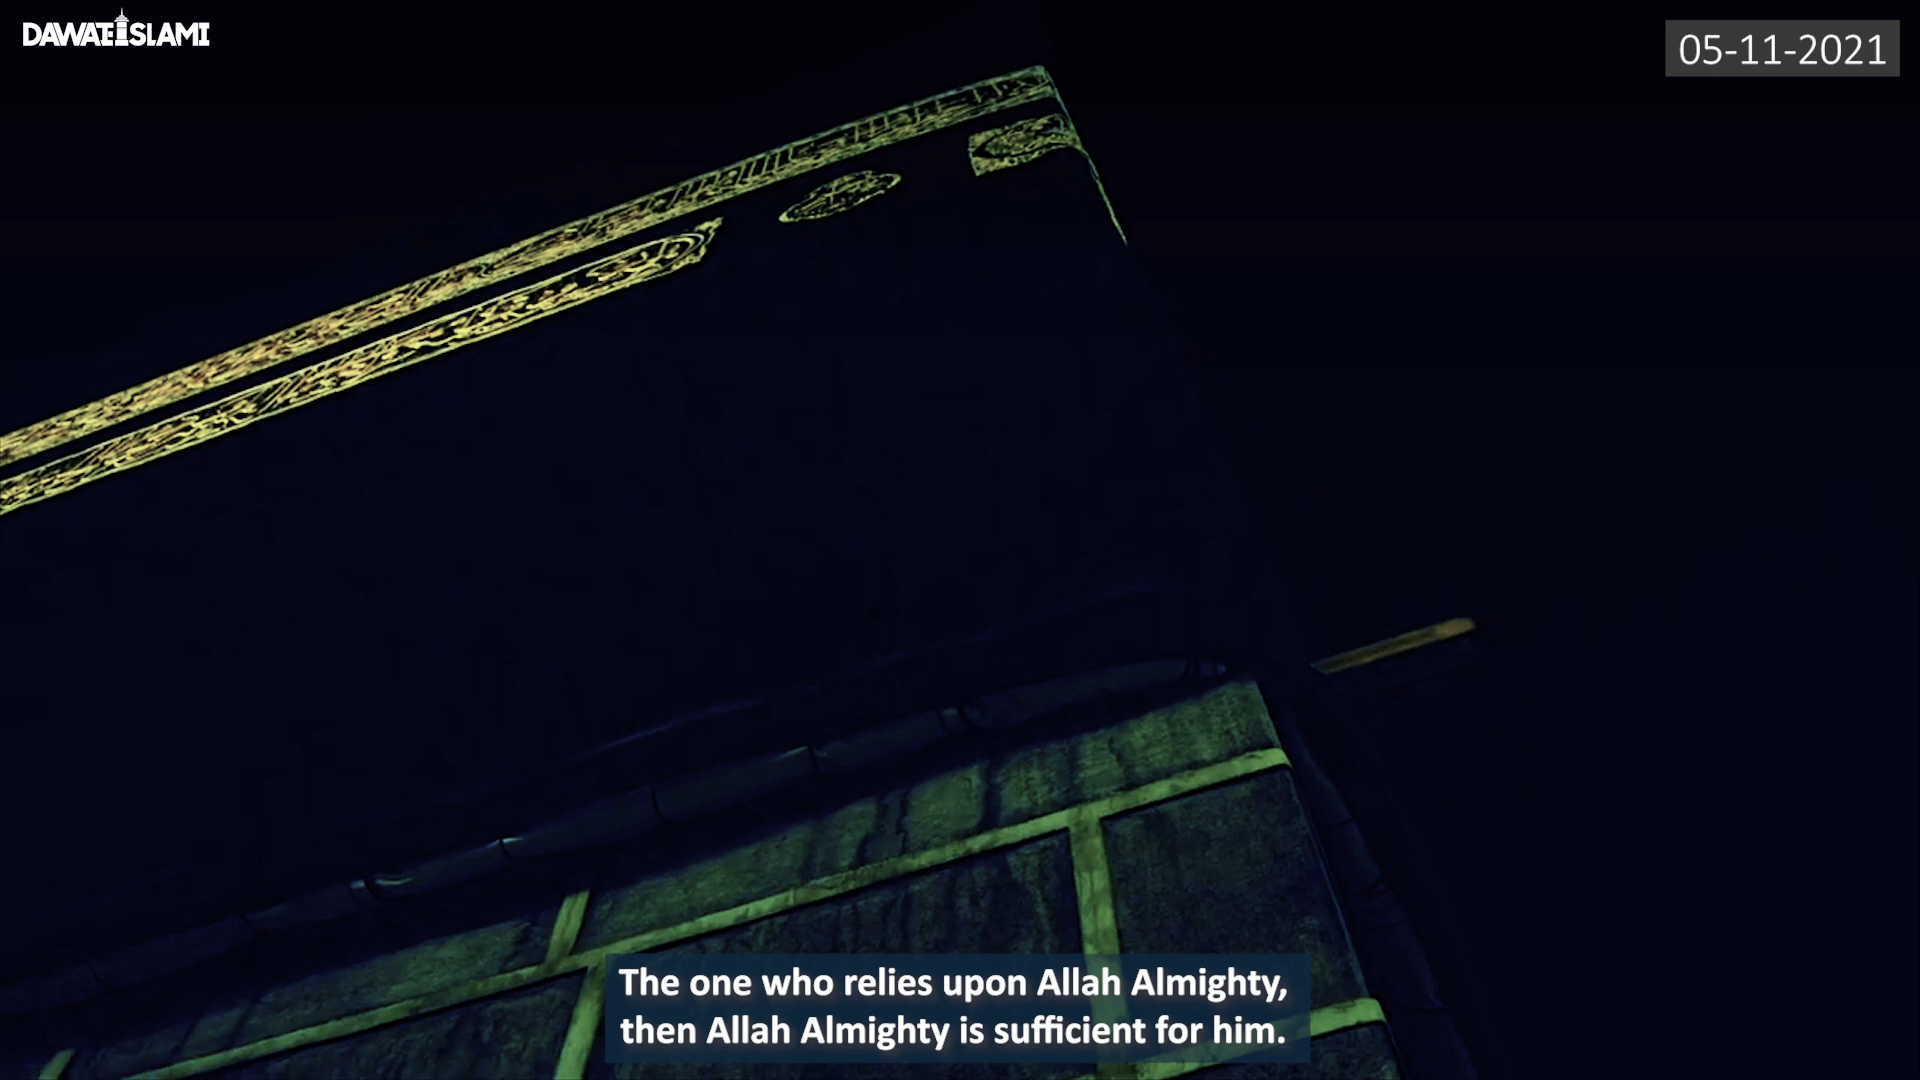 DAWATEISLAMI
05-11-2021
The one who relies upon Allah Almighty,
then Allah Almighty is sufficient for him.